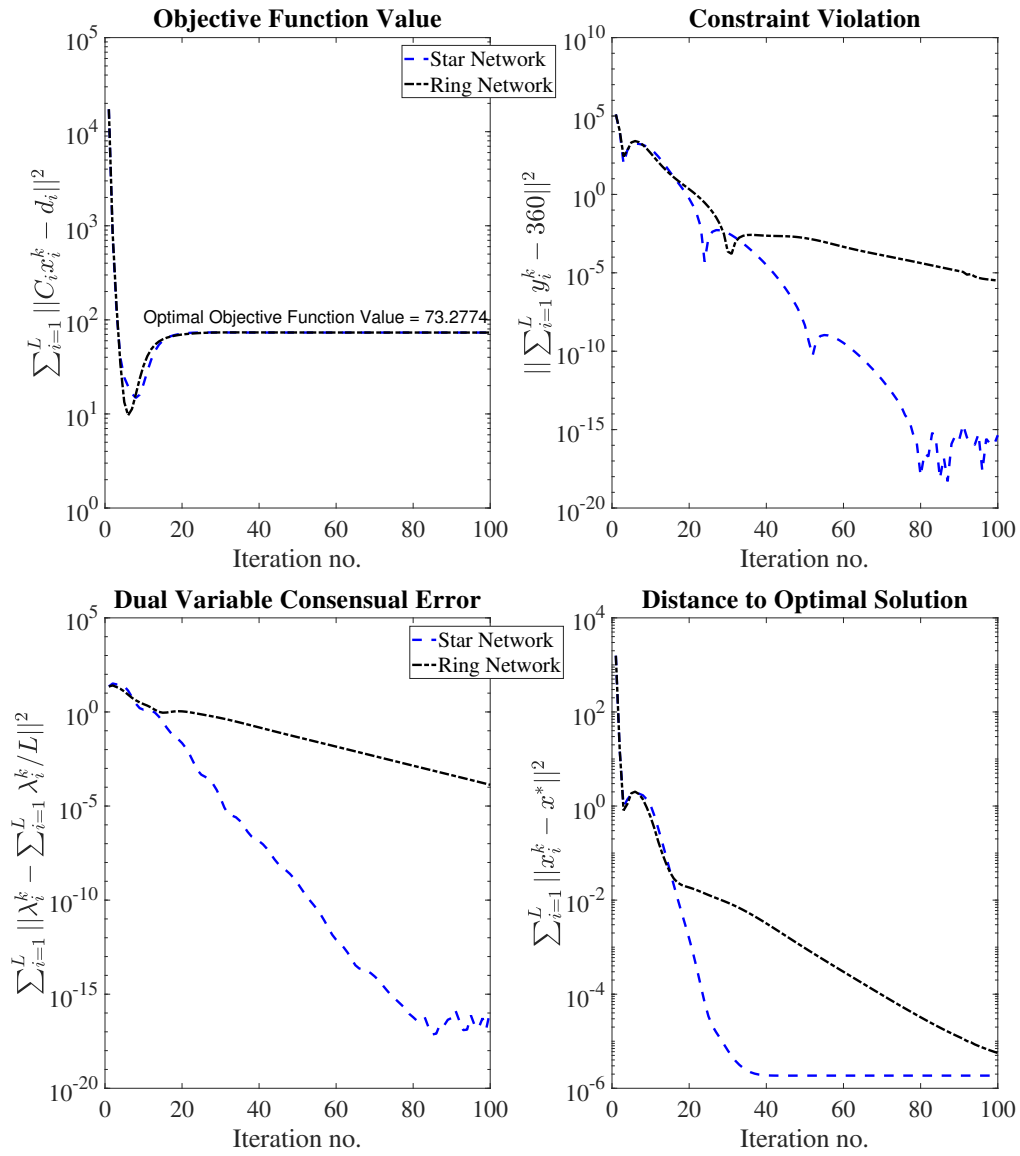 Objective Function Value
10^5
10^4
10^3
10^2
10^1
10^0
0 20 40 60 80 100
Iteration no.
∑_{i=1}^{L} ||C_i x_i^k − d_i||^2
Optimal Objective Function Value = 73.2774
Star Network
Ring Network
Constraint Violation
10^10
10^5
10^0
10^-5
10^-10
10^-15
10^-20
0 20 40 60 80 100
Iteration no.
|| ∑_{i=1}^{L} y_i^k − 360||^2
Dual Variable Consensual Error
10^5
10^0
10^-5
10^-10
10^-15
10^-20
0 20 40 60 80 100
Iteration no.
∑_{i=1}^{L} ||λ_i^k − ∑_{i=1}^{L} λ_i^k/L||^2
Star Network
Ring Network
Distance to Optimal Solution
10^4
10^2
10^0
10^-2
10^-4
10^-6
0 20 40 60 80 100
Iteration no.
∑_{i=1}^{L} ||x_i^k − x^*||^2